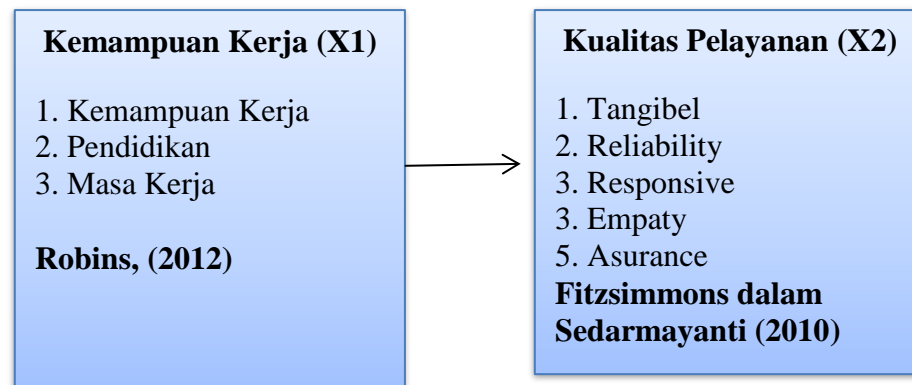 Kemampuan Kerja (X1)
1. Kemampuan Kerja
2. Pendidikan
3. Masa Kerja
Robins, (2012)
Kualitas Pelayanan (X2)
1. Tangibel
2. Reliability
3. Responsive
3. Empaty
5. Asurance
Fitzsimmons dalam
Sedarmayanti (2010)